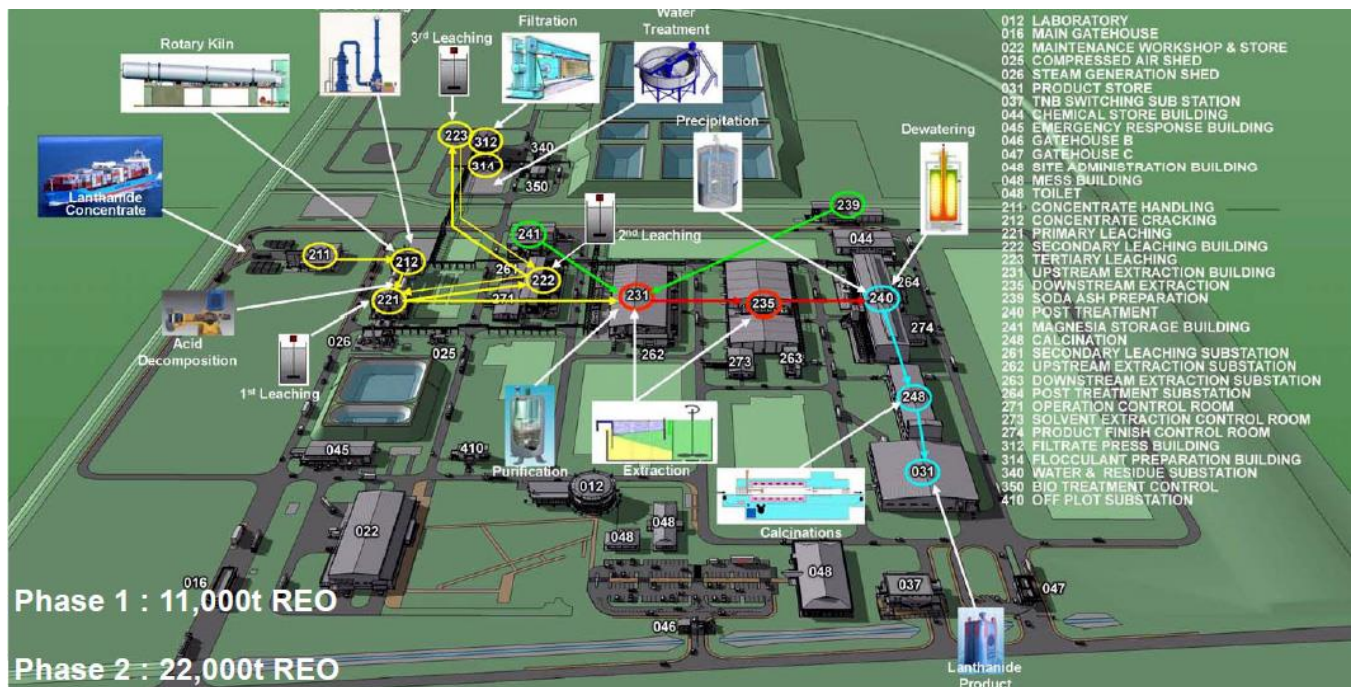 Rotary Kiln
3rd Leaching
Filtration
Water
Treatment
Precipitation
Dewatering
Lanthanide
Concentrate
2nd Leaching
Acid
Decomposition
1st Leaching
Purification
Extraction
Calcinations
Lanthanide
Product
223
312
314
340
350
241
239
044
211
212
261
222
221
271
231
235
240
264
274
026
025
262
273
263
248
045
410
012
031
022
048
048
048
016
037
047
046
Phase 1 : 11,000t REO
Phase 2 : 22,000t REO
012 LABORATORY
016 MAIN GATEHOUSE
022 MAINTENANCE WORKSHOP & STORE
025 COMPRESSED AIR SHED
026 STEAM GENERATION SHED
031 PRODUCT STORE
037 TNB SWITCHING SUB STATION
044 CHEMICAL STORE BUILDING
045 EMERGENCY RESPONSE BUILDING
046 GATEHOUSE B
047 GATEHOUSE C
048 SITE ADMINISTRATION BUILDING
048 MESS BUILDING
048 TOILET
211 CONCENTRATE HANDLING
212 CONCENTRATE CRACKING
221 PRIMARY LEACHING
222 SECONDARY LEACHING BUILDING
223 TERTIARY LEACHING
231 UPSTREAM EXTRACTION BUILDING
235 DOWNSTREAM EXTRACTION
239 SODA ASH PREPARATION
240 POST TREATMENT
241 MAGNESIA STORAGE BUILDING
248 CALCINATION
261 SECONDARY LEACHING SUBSTATION
262 UPSTREAM EXTRACTION SUBSTATION
263 DOWNSTREAM EXTRACTION SUBSTATION
264 POST TREATMENT SUBSTATION
271 OPERATION CONTROL ROOM
273 SOLVENT EXTRACTION CONTROL ROOM
274 PRODUCT FINISH CONTROL ROOM
312 FILTRATE PRESS BUILDING
314 FLOCCULANT PREPARATION BUILDING
340 WATER & RESIDUE SUBSTATION
350 BIO TREATMENT CONTROL
410 OFF PLOT SUBSTATION